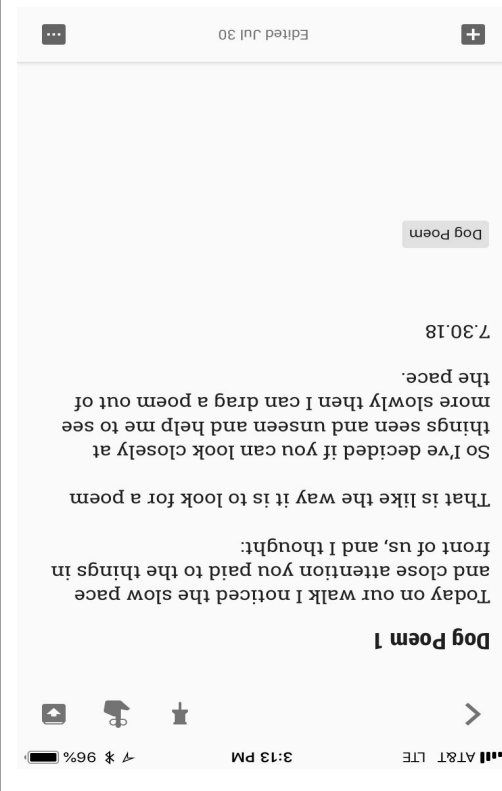 AT&T LTE 3:13 PM 96%
Dog Poem 1
Today on our walk I noticed the slow pace
and close attention you paid to the things in
front of us, and I thought:
That is like the way it is to look for a poem
So I've decided if you can look closely at
things seen and unseen and help me to see
more slowly then I can drag a poem out of
the pace.
7.30.18
Dog Poem
Edited Jul 30